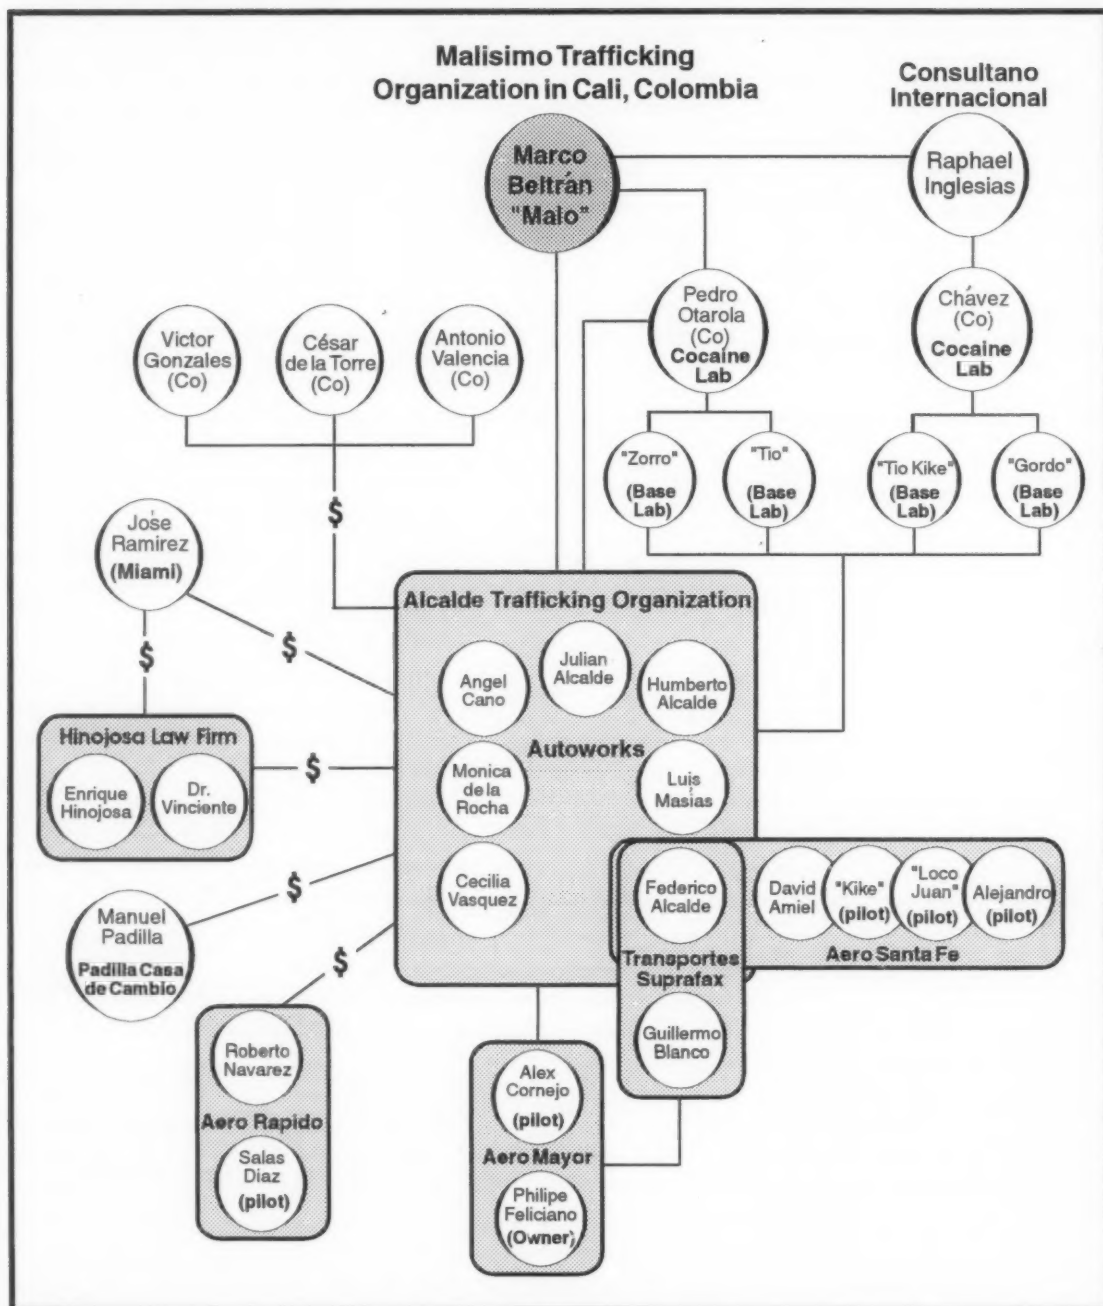 Malisimo Trafficking
Organization in Cali, Colombia
Consultano
Internacional
Marco
Beltrán
"Malo"
Raphael
Inglesias
Victor
Gonzales
(Co)
César
de la Torre
(Co)
Antonio
Valencia
(Co)
Pedro
Otarola
(Co)
Cocaine
Lab
Chávez
(Co)
Cocaine
Lab
"Zorro"
(Base
Lab)
"Tio"
(Base
Lab)
"Tio Kike"
(Base
Lab)
"Gordo"
(Base
Lab)
$
José
Ramirez
(Miami)
$
$
Alcalde Trafficking Organization
Angel
Cano
Julian
Alcalde
Humberto
Alcalde
Autoworks
Monica
de la
Rocha
Luis
Masías
Cecilia
Vasquez
Hinojosa Law Firm
Enrique
Hinojosa
Dr.
Vinciente
$
Manuel
Padilla
Padilla Casa
de Cambio
$
$
Federico
Alcalde
Transportes
Suprafax
Guillermo
Blanco
David
Amiel
"Kike"
(pilot)
"Loco
Juan"
(pilot)
Alejandro
(pilot)
Aero Santa Fe
Roberto
Navarez
Aero Rapido
Salas
Diaz
(pilot)
Alex
Cornejo
(pilot)
Aero Mayor
Philipe
Feliciano
(Owner)